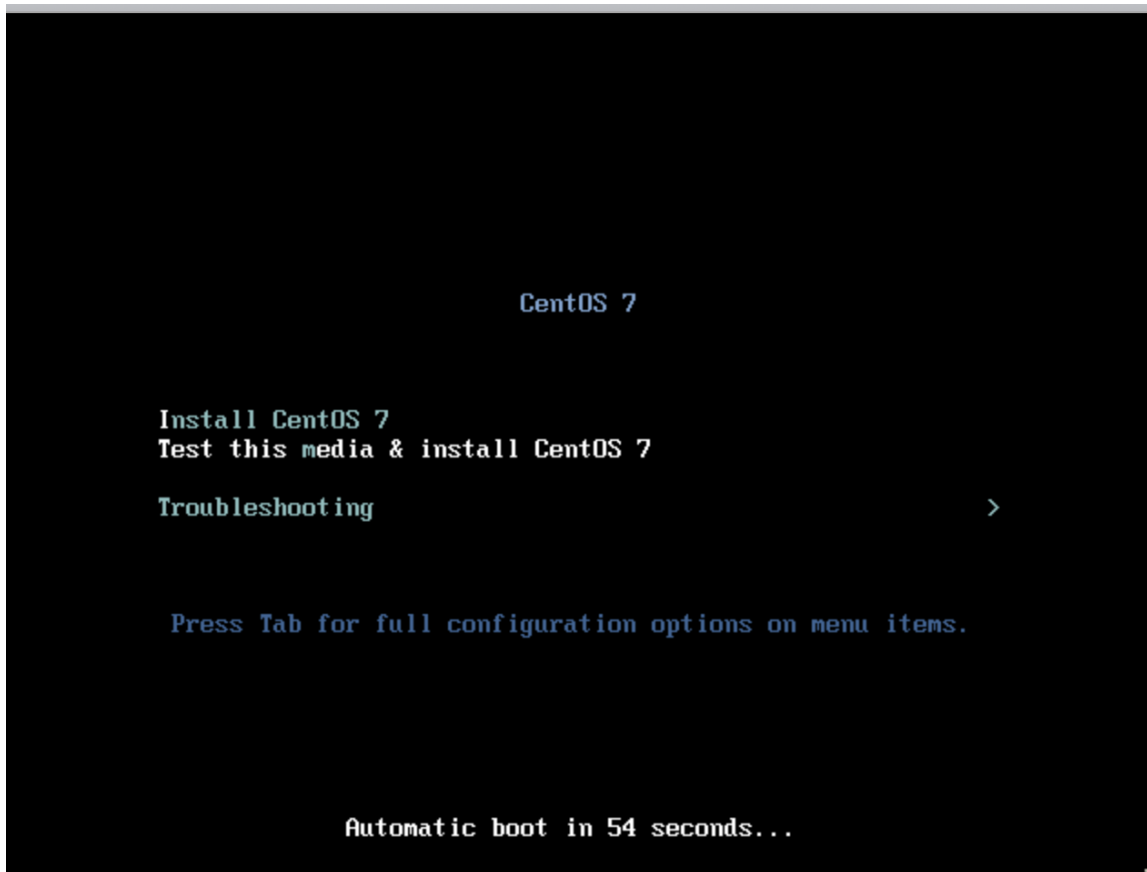 CentOS 7
Install CentOS 7
Test this media & install CentOS 7
Troubleshooting >
Press Tab for full configuration options on menu items.
Automatic boot in 54 seconds...